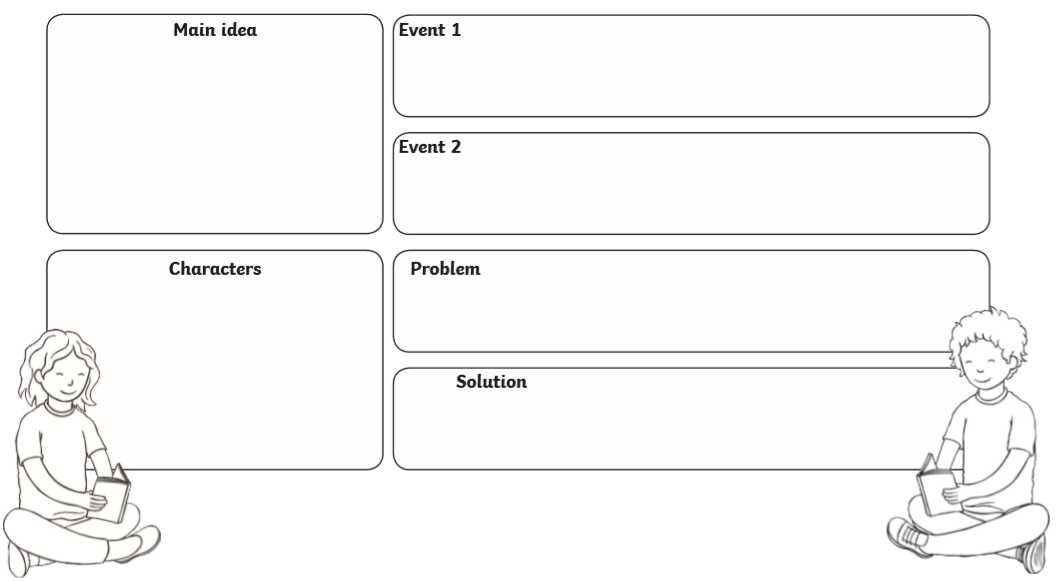 Main idea
Event 1
Event 2
Characters
Problem
Solution